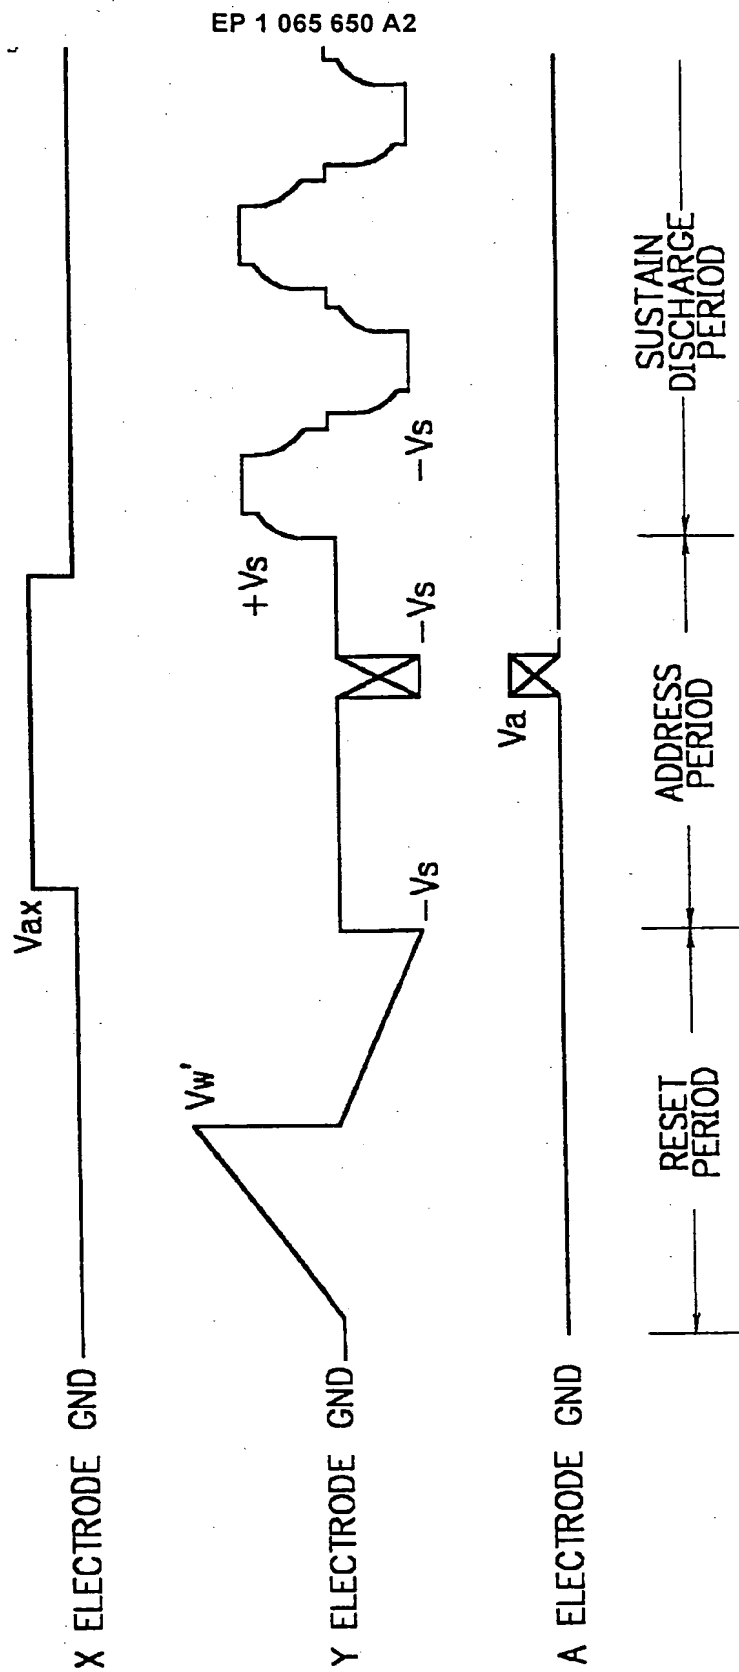 EP 1 065 650 A2
X ELECTRODE GND
Vax
Y ELECTRODE GND
Vw'
−Vs
−Vs
+Vs
−Vs
A ELECTRODE GND
Va
RESET
PERIOD
ADDRESS
PERIOD
SUSTAIN
DISCHARGE
PERIOD